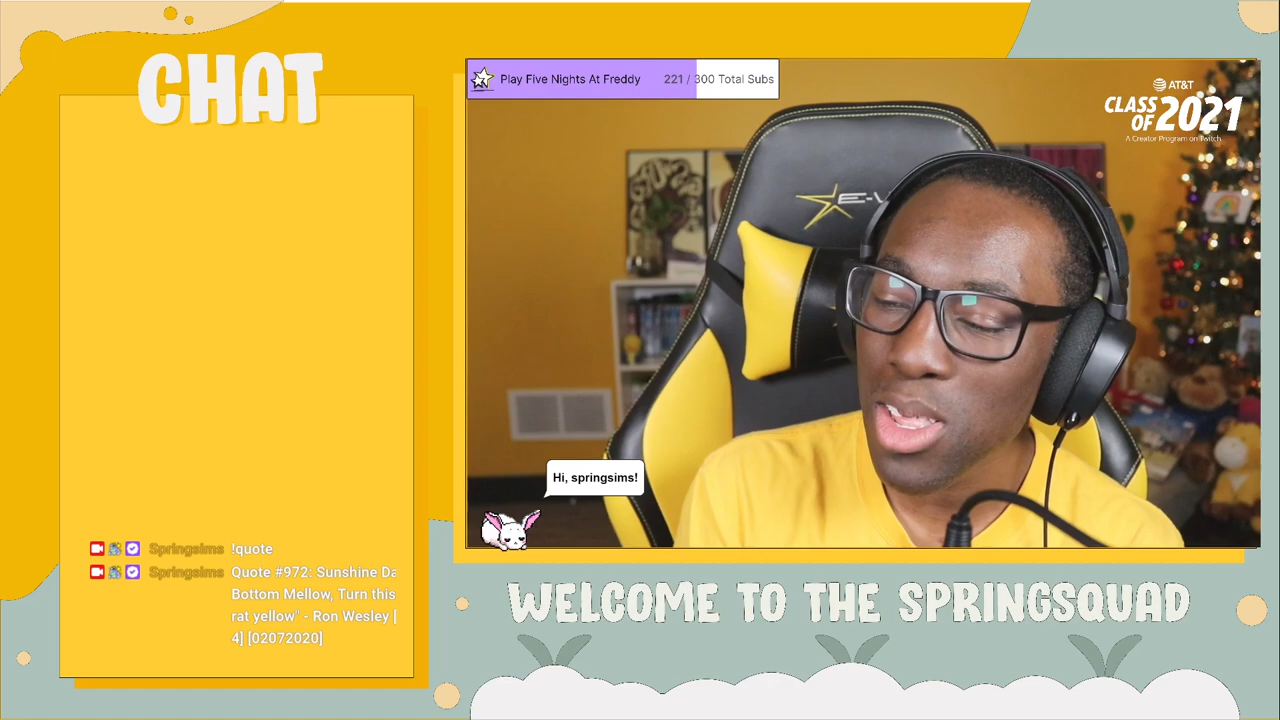 CHAT
Play Five Nights At Freddy 221 / 300 Total Subs
AT&T
CLASS
OF 2021
A Creator Program on Twitch
Hi, springsims!
Springsims !quote
Springsims Quote #972: Sunshine Da
Bottom Mellow, Turn this
rat yellow" - Ron Wesley [
4] [02072020]
WELCOME TO THE SPRINGSQUAD